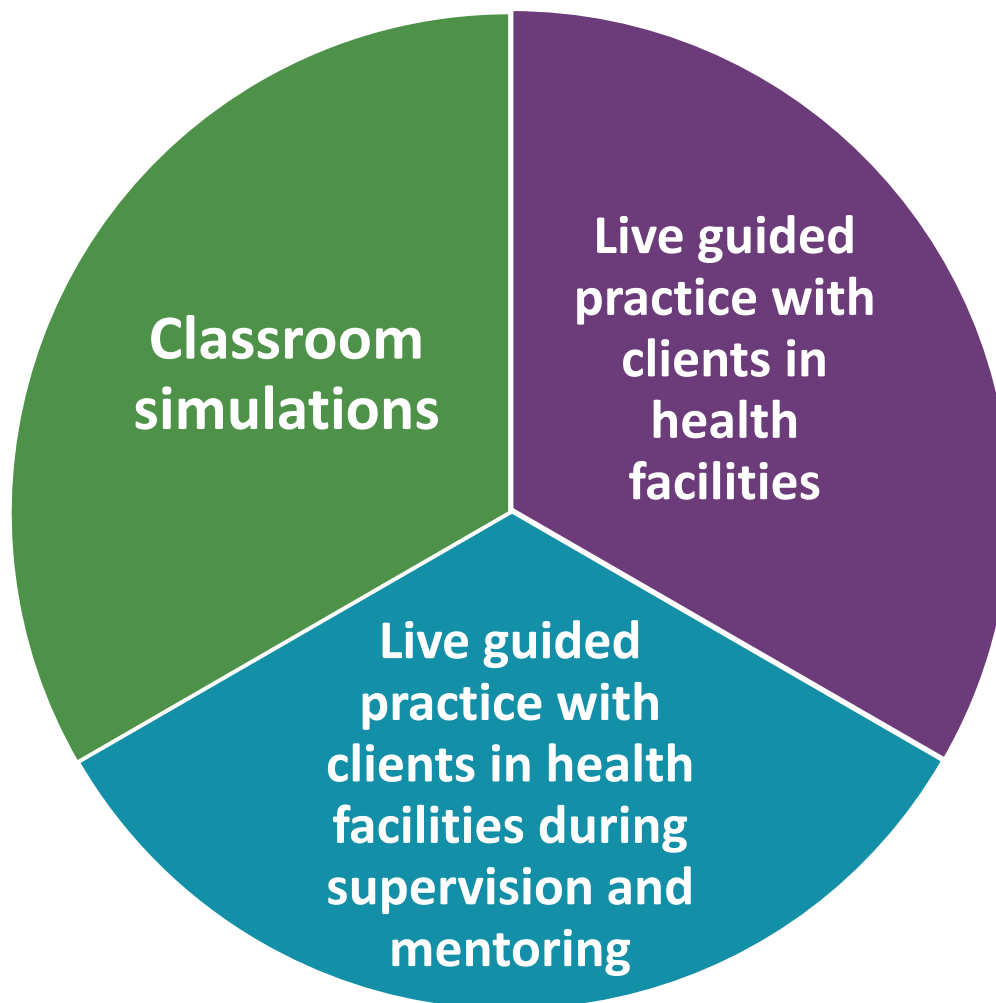 Classroom
simulations
Live guided
practice with
clients in
health
facilities
Live guided
practice with
clients in health
facilities during
supervision and
mentoring